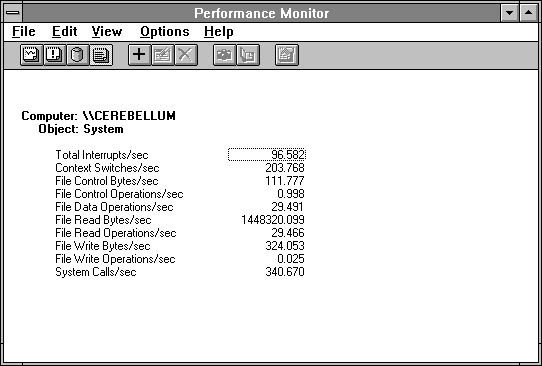 Performance Monitor
File Edit View Options Help
Computer: \\CEREBELLUM
Object: System
Total Interrupts/sec 96.582
Context Switches/sec 203.768
File Control Bytes/sec 111.777
File Control Operations/sec 0.998
File Data Operations/sec 29.491
File Read Bytes/sec 1448320.099
File Read Operations/sec 29.466
File Write Bytes/sec 324.053
File Write Operations/sec 0.025
System Calls/sec 340.670